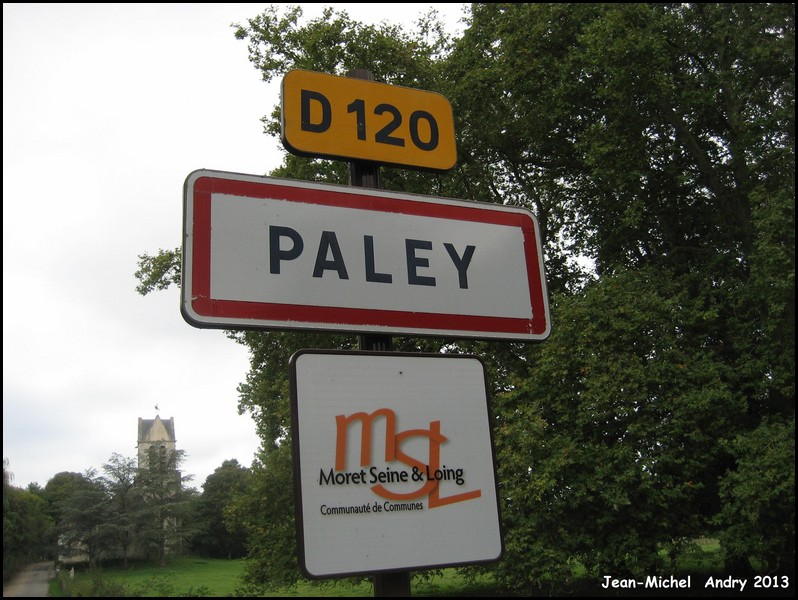 D 120
PALEY
msl
Moret Seine & Loing
Communauté de Communes
Jean-Michel Andry 2013